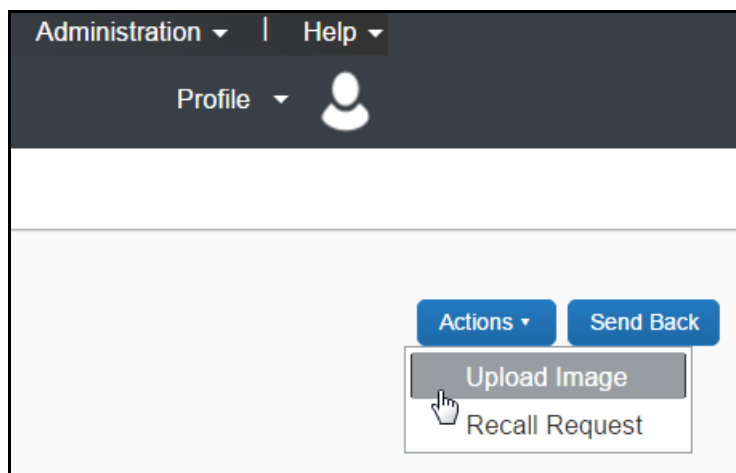 Administration | Help
Profile
Actions Send Back
Upload Image
Recall Request